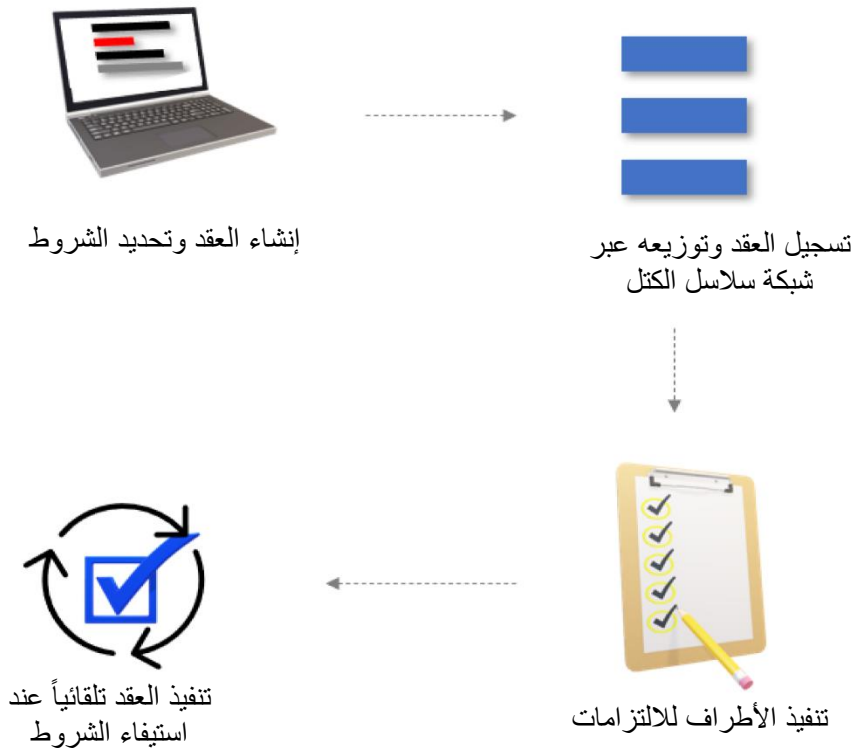 إنشاء العقد وتحديد الشروط
تسجيل العقد وتوزيعه عبر
شبكة سلاسل الكتل
تنفيذ الأطراف للالتزامات
تنفيذ العقد تلقائياً عند
استيفاء الشروط